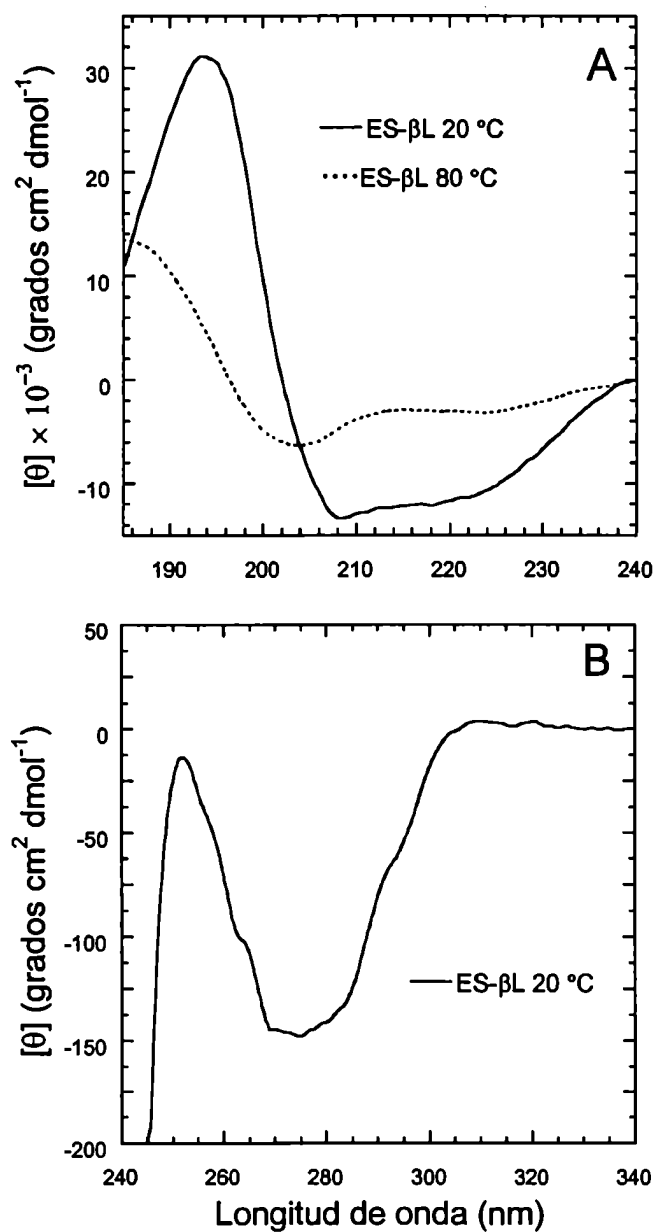 A
ES-βL 20 °C
ES-βL 80 °C
[θ] × 10⁻³ (grados cm² dmol⁻¹)
30
20
10
0
-10
190 200 210 220 230 240
B
[θ] (grados cm² dmol⁻¹)
50
0
-50
-100
-150
-200
ES-βL 20 °C
240 260 280 300 320 340
Longitud de onda (nm)